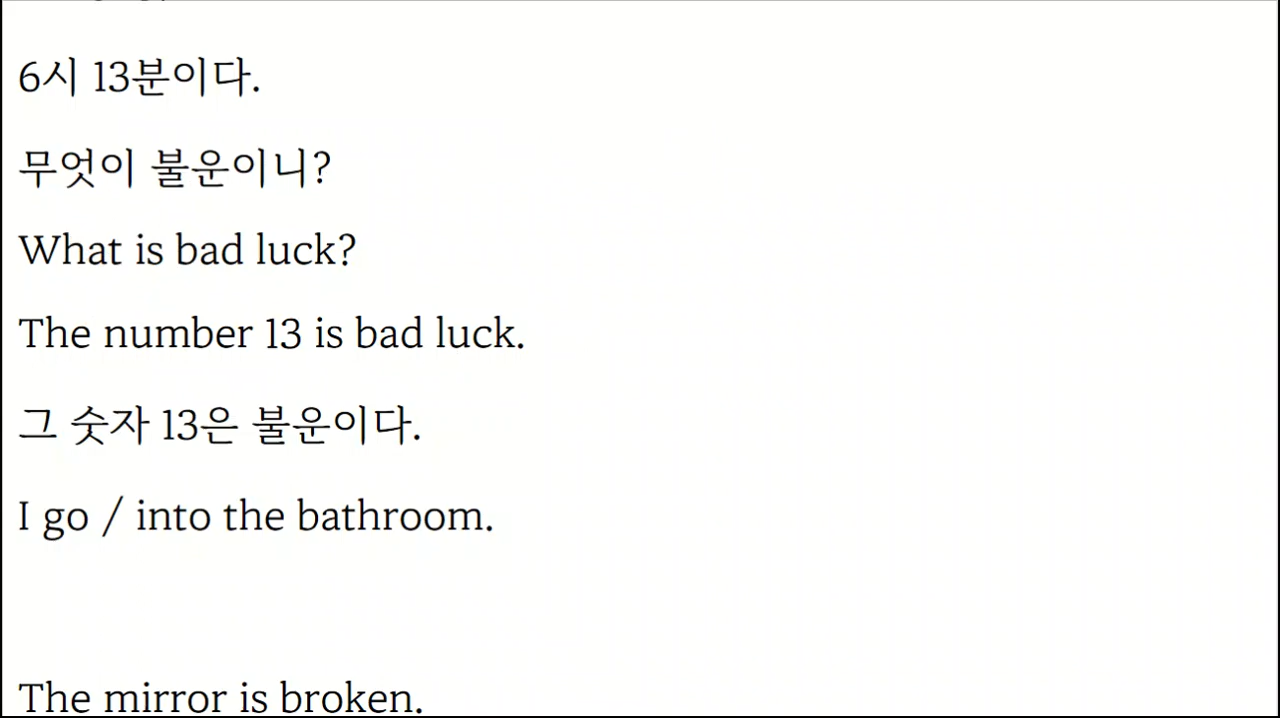 6시 13분이다.
무엇이 불운이니?
What is bad luck?
The number 13 is bad luck.
그 숫자 13은 불운이다.
I go / into the bathroom.
The mirror is broken.